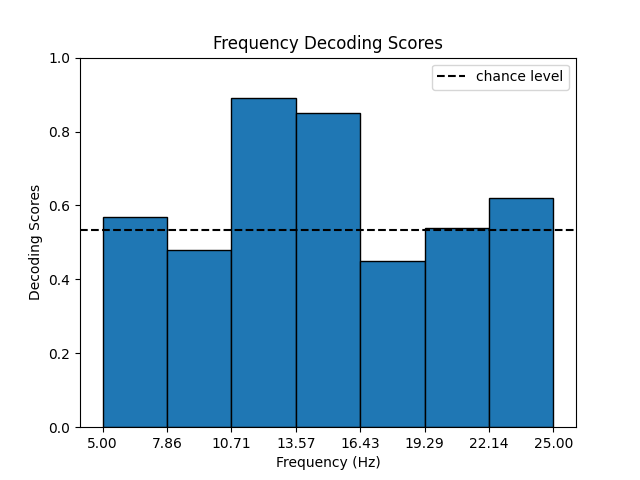 Frequency Decoding Scores
chance level
Decoding Scores
1.0
0.8
0.6
0.4
0.2
0.0
5.00 7.86 10.71 13.57 16.43 19.29 22.14 25.00
Frequency (Hz)